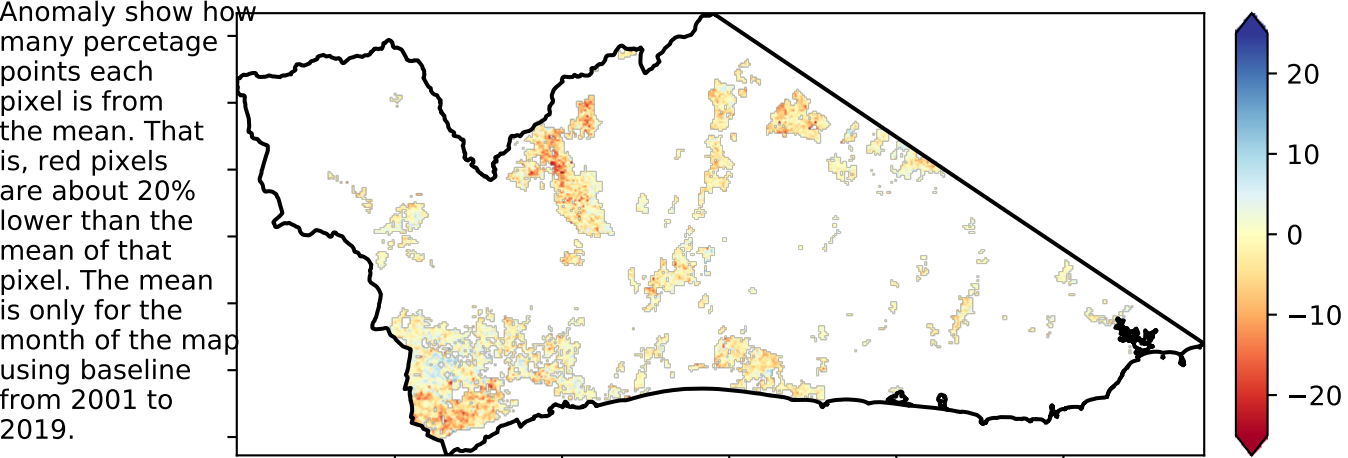 Anomaly show how
many percetage
points each
pixel is from
the mean. That
is, red pixels
are about 20%
lower than the
mean of that
pixel. The mean
is only for the
month of the map
using baseline
from 2001 to
2019.
20
10
0
−10
−20